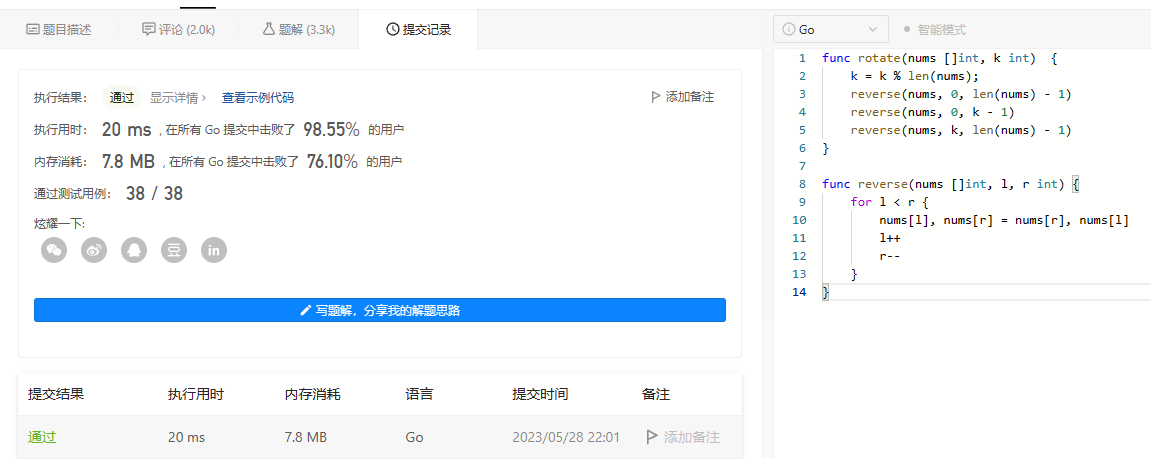 题目描述
评论 (2.0k)
题解 (3.3k)
提交记录
执行结果：
通过
显示详情 ›
查看示例代码
添加备注
执行用时： 20 ms , 在所有 Go 提交中击败了 98.55% 的用户
内存消耗： 7.8 MB , 在所有 Go 提交中击败了 76.10% 的用户
通过测试用例： 38 / 38
炫耀一下:
豆
in
写题解，分享我的解题思路
提交结果 执行用时 内存消耗 语言 提交时间 备注
通过 20 ms 7.8 MB Go 2023/05/28 22:01 添加备注
Go
智能模式
1 func rotate(nums []int, k int)  {
2     k = k % len(nums);
3     reverse(nums, 0, len(nums) - 1)
4     reverse(nums, 0, k - 1)
5     reverse(nums, k, len(nums) - 1)
6 }
7
8 func reverse(nums []int, l, r int) {
9     for l < r {
10         nums[l], nums[r] = nums[r], nums[l]
11         l++
12         r--
13     }
14 }